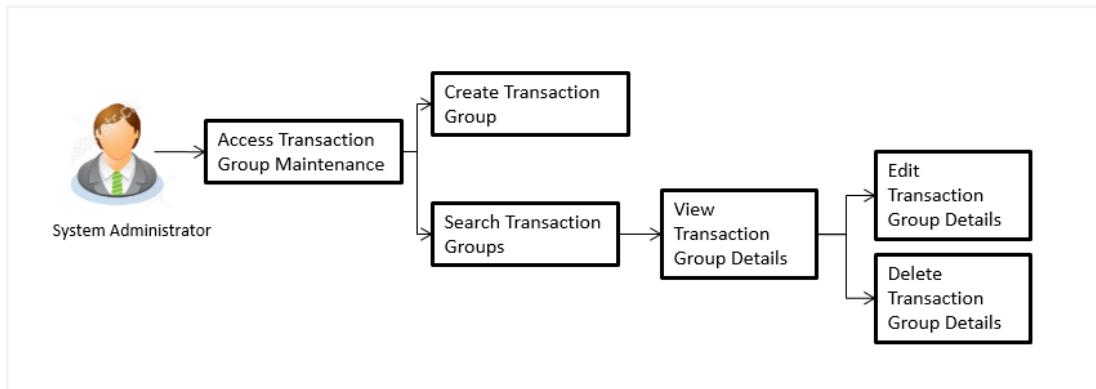 Create Transaction
Group
Access Transaction
Group Maintenance
System Administrator
Search Transaction
Groups
View
Transaction
Group Details
Edit
Transaction
Group Details
Delete
Transaction
Group Details